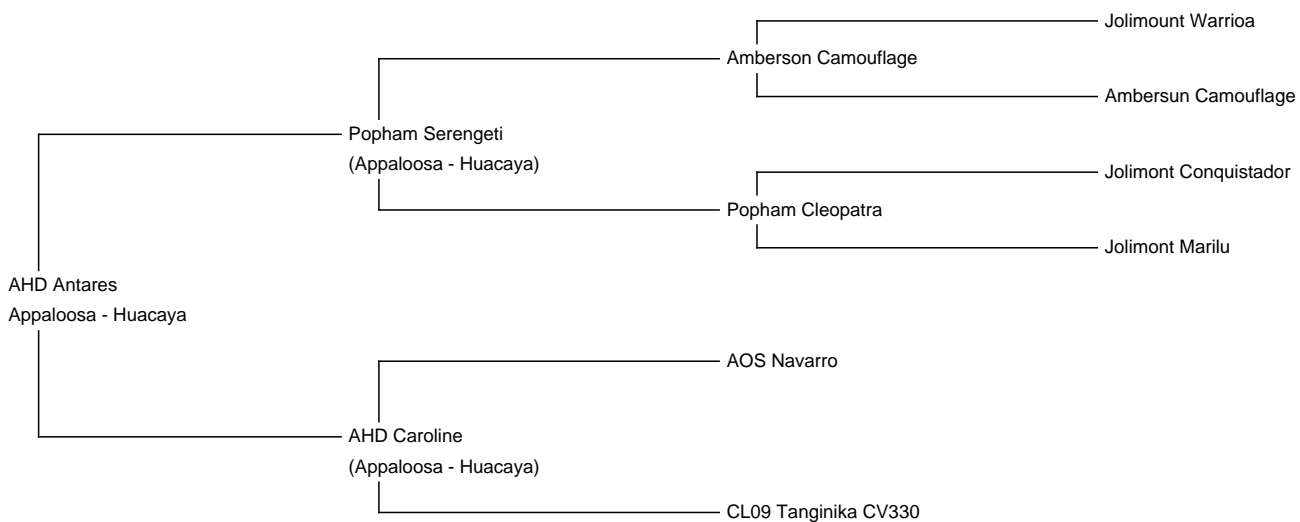 Jolimount Warrioa
Amberson Camouflage
Ambersun Camouflage
Popham Serengeti
(Appaloosa - Huacaya)
Jolimont Conquistador
Popham Cleopatra
Jolimont Marilu
AHD Antares
Appaloosa - Huacaya
AOS Navarro
AHD Caroline
(Appaloosa - Huacaya)
CL09 Tanginika CV330